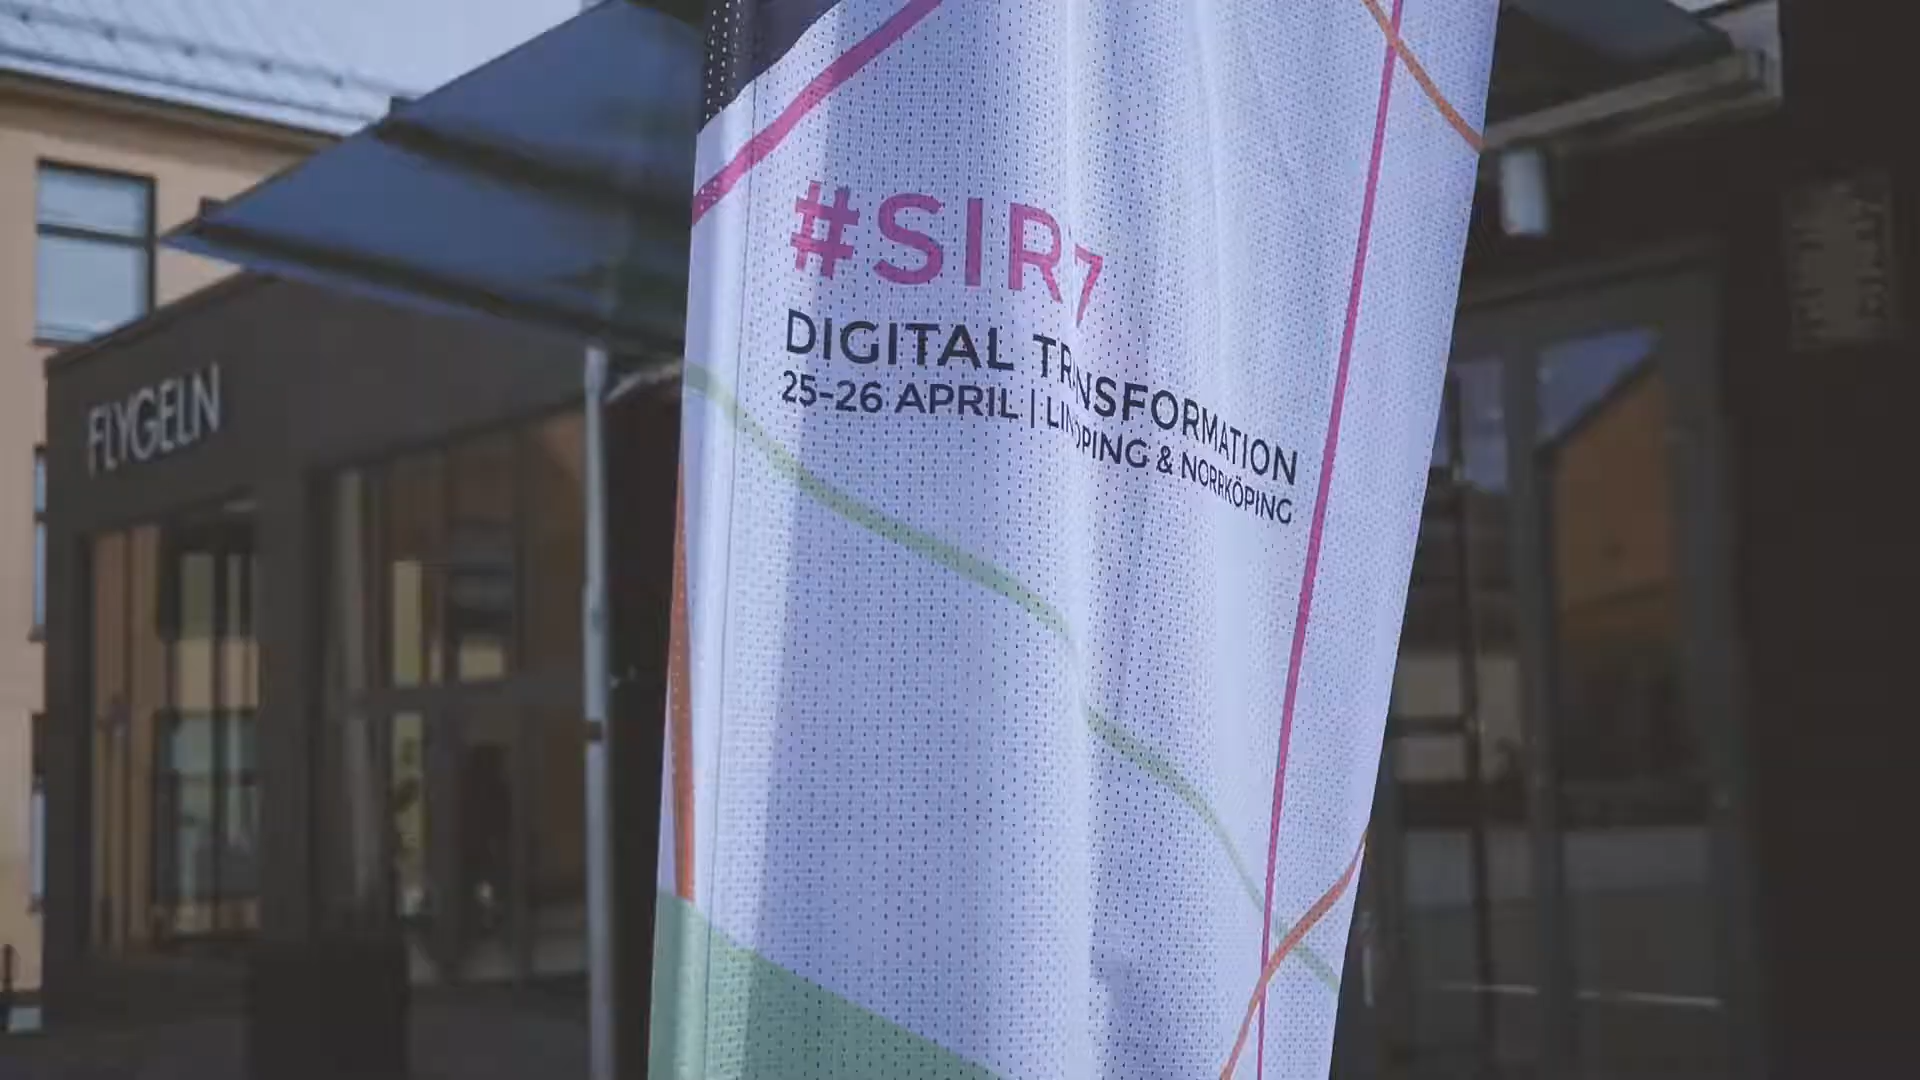 FLYGELN
#SIR7
DIGITAL TRANSFORMATION
25-26 APRIL | LINKÖPING & NORRKÖPING